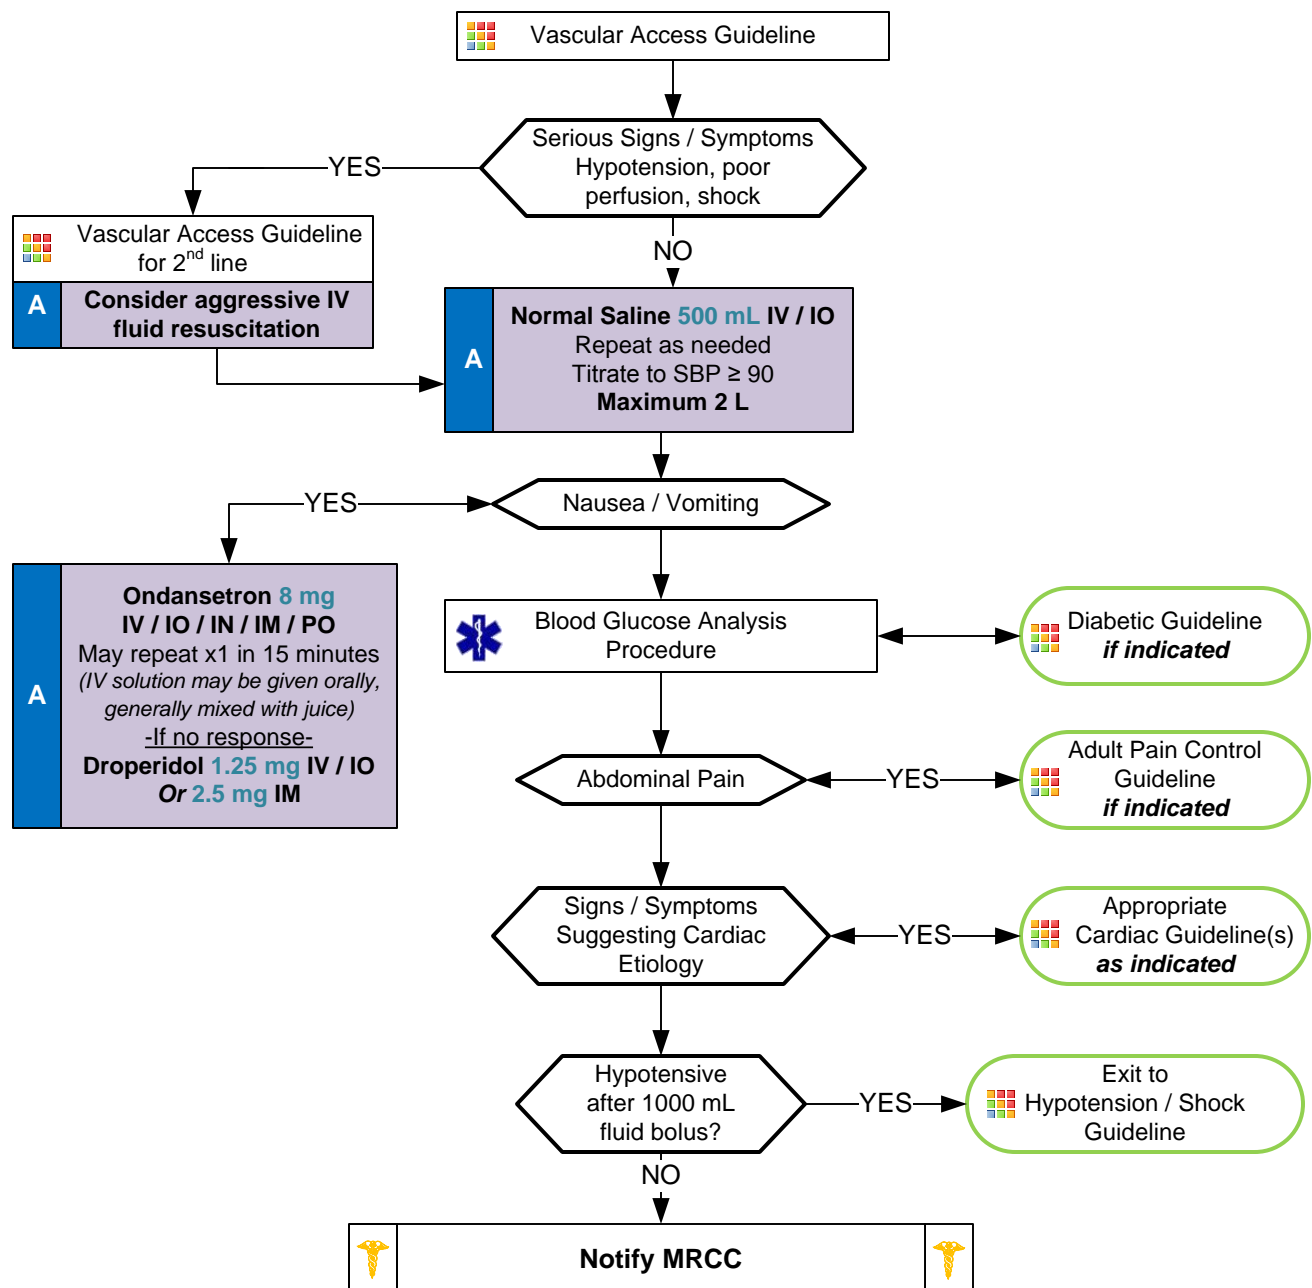 Vascular Access Guideline
Serious Signs / Symptoms
Hypotension, poor
perfusion, shock
YES
Vascular Access Guideline
for 2nd line
A
Consider aggressive IV
fluid resuscitation
NO
A
Normal Saline 500 mL IV / IO
Repeat as needed
Titrate to SBP ≥ 90
Maximum 2 L
Nausea / Vomiting
YES
A
Ondansetron 8 mg
IV / IO / IN / IM / PO
May repeat x1 in 15 minutes
(IV solution may be given orally,
generally mixed with juice)
-If no response-
Droperidol 1.25 mg IV / IO
Or 2.5 mg IM
Blood Glucose Analysis
Procedure
Diabetic Guideline
if indicated
Abdominal Pain
YES
Adult Pain Control
Guideline
if indicated
Signs / Symptoms
Suggesting Cardiac
Etiology
YES
Appropriate
Cardiac Guideline(s)
as indicated
Hypotensive
after 1000 mL
fluid bolus?
YES
Exit to
Hypotension / Shock
Guideline
NO
Notify MRCC